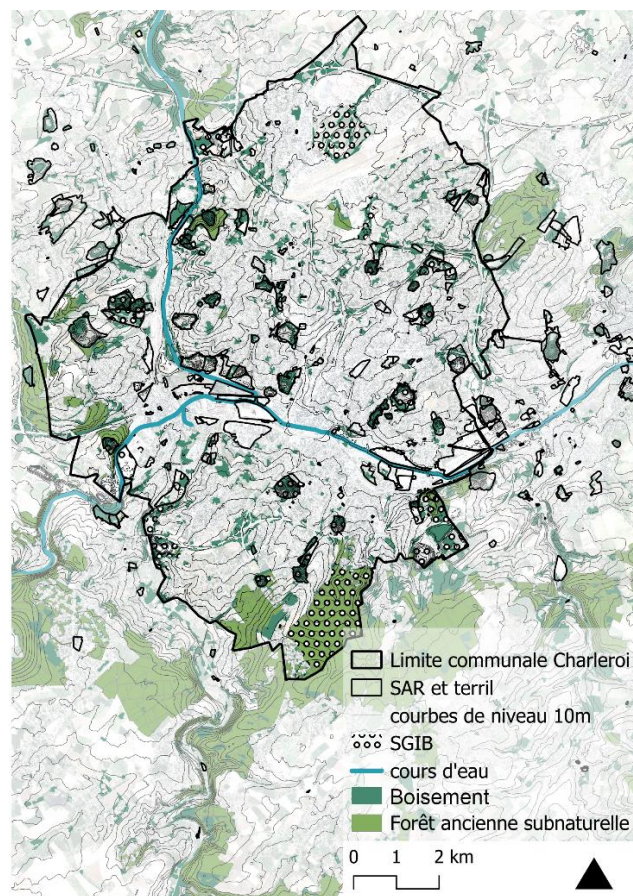 Limite communale Charleroi
SAR et terril
courbes de niveau 10m
SGIB
cours d'eau
Boisement
Forêt ancienne subnaturelle
0 1 2 km